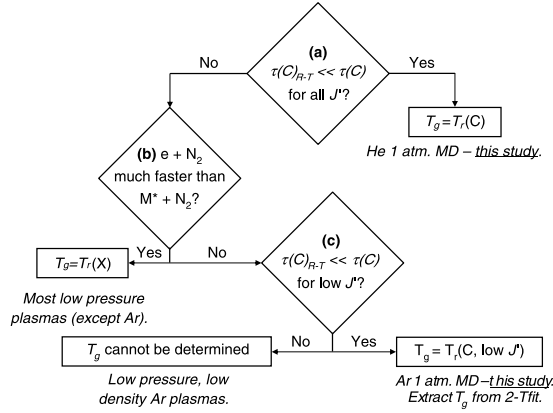 (a)
τ(C)R-T << τ(C)
for all J'?
No
Yes
Tg=Tr(C)
He 1 atm. MD – this study.
(b) e + N2
much faster than
M* + N2?
Yes
No
Tg=Tr(X)
Most low pressure
plasmas (except Ar).
(c)
τ(C)R-T << τ(C)
for low J'?
No
Yes
Tg cannot be determined
Low pressure, low
density Ar plasmas.
Tg = Tr(C, low J')
Ar 1 atm. MD –this study.
Extract Tg from 2-Tfit.